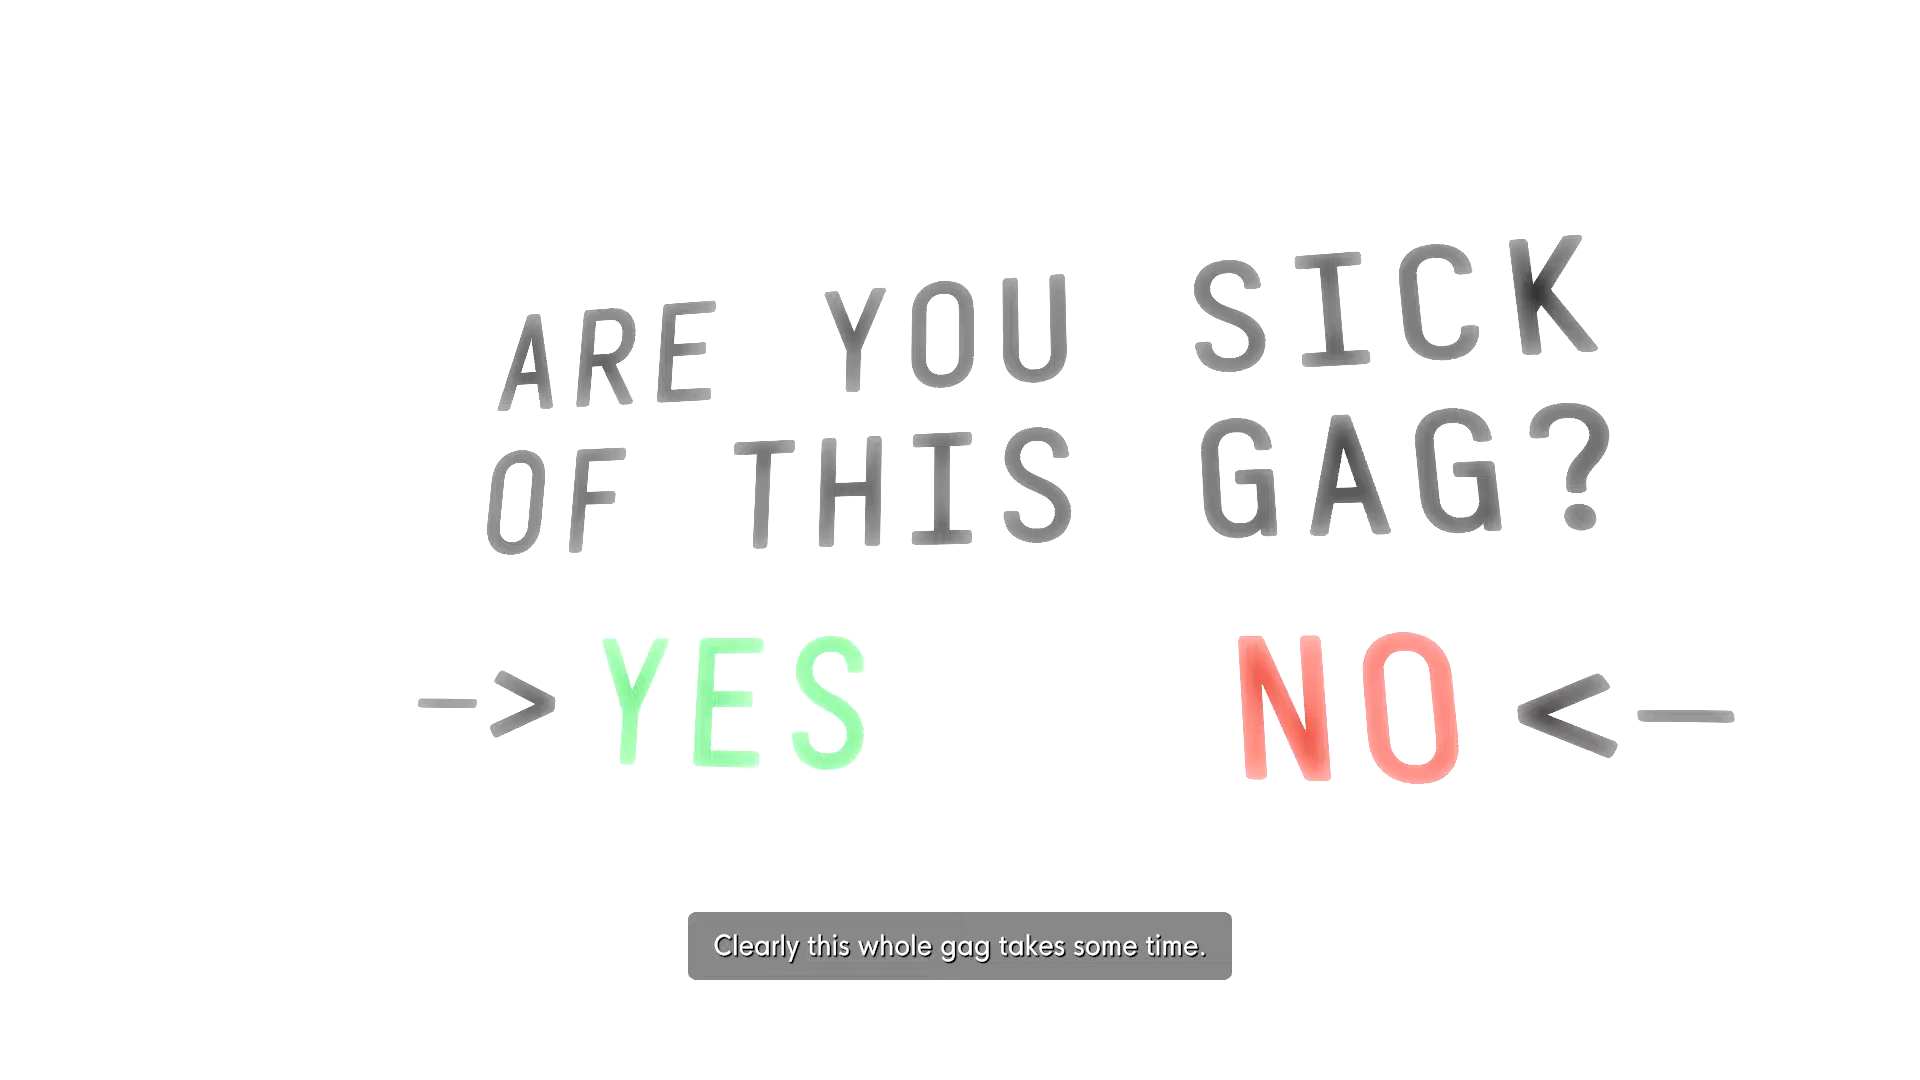 ARE YOU SICK
OF THIS GAG?
—> YES NO <—
Clearly this whole gag takes some time.